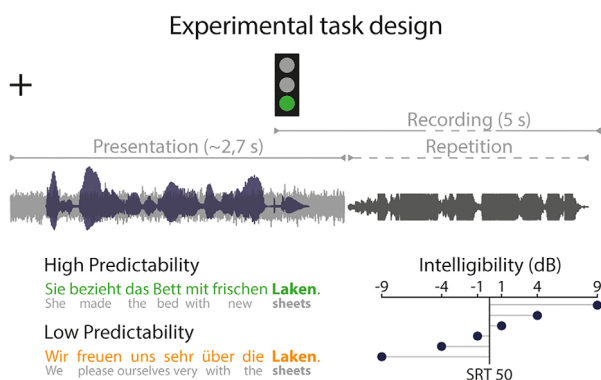 Experimental task design
+
Recording (5 s)
Presentation (~2,7 s)
Repetition
High Predictability
Sie bezieht das Bett mit frischen Laken.
She made the bed with new sheets
Low Predictability
Wir freuen uns sehr über die Laken.
We please ourselves very with the sheets
Intelligibility (dB)
-9 -4 -1 1 4 9
SRT 50